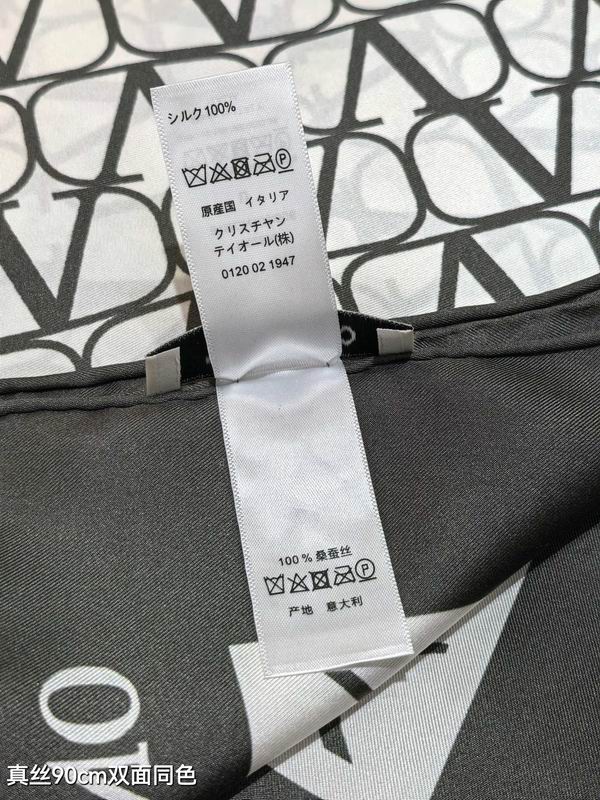 シルク100%
原産国 イタリア
クリスチャン
テイオール(株)
0120 02 1947
100%桑蚕丝
产地 意大利
真丝90cm双面同色